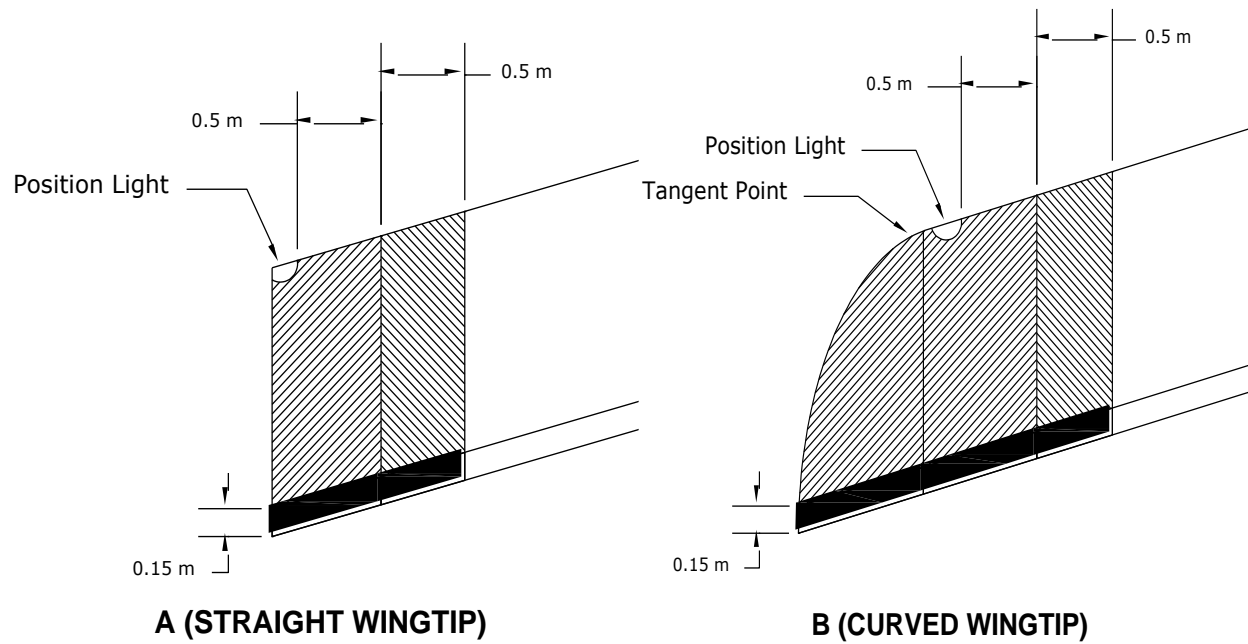 0.5 m
0.5 m
Position Light
0.15 m
A (STRAIGHT WINGTIP)
0.5 m
0.5 m
Position Light
Tangent Point
0.15 m
B (CURVED WINGTIP)